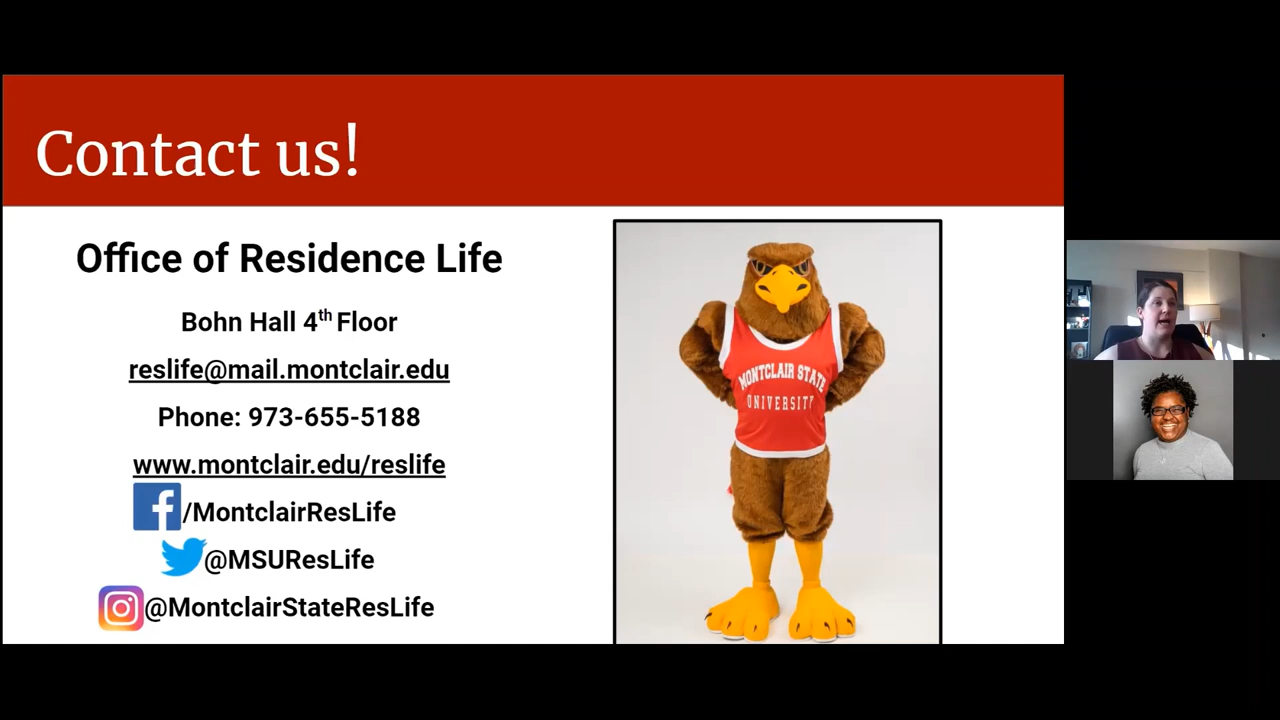 Contact us!
Office of Residence Life
Bohn Hall 4th Floor
reslife@mail.montclair.edu
Phone: 973-655-5188
www.montclair.edu/reslife
/MontclairResLife
@MSUResLife
@MontclairStateResLife
MONTCLAIR STATE
UNIVERSITY